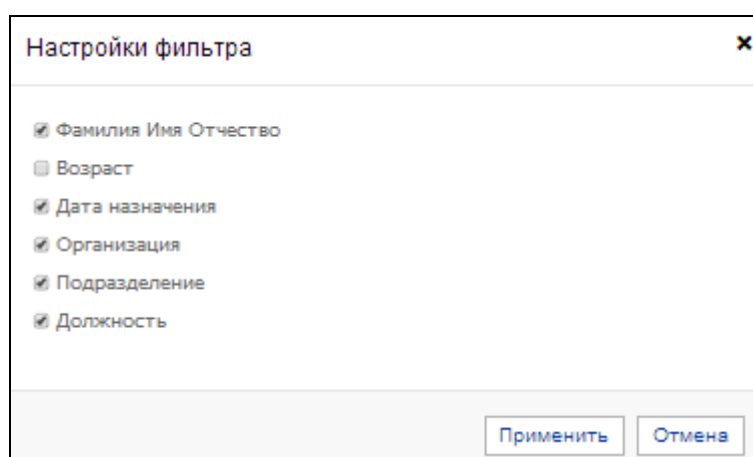 Настройки фильтра
Фамилия Имя Отчество
Возраст
Дата назначения
Организация
Подразделение
Должность
Применить Отмена